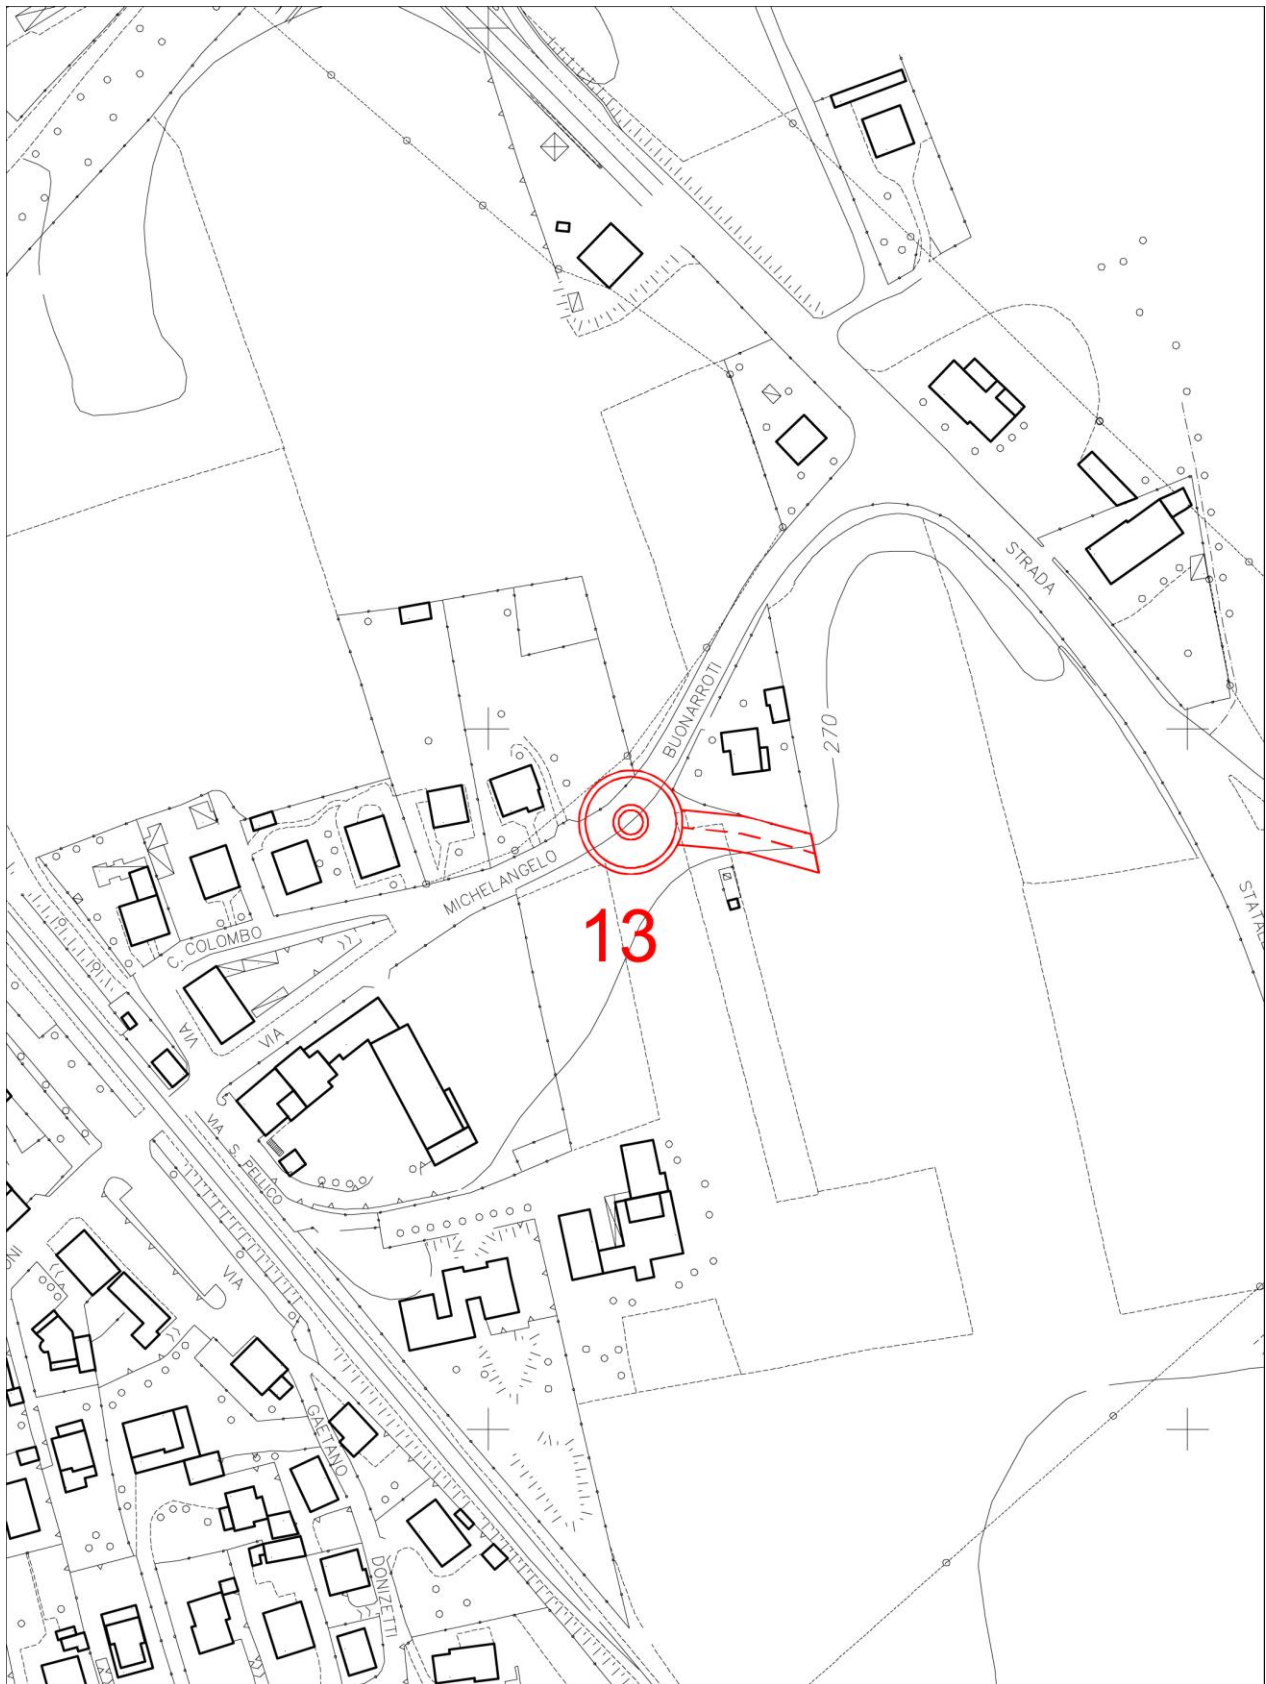 STRADA
BUONARROTI
270
MICHELANGELO
13
STATALE
C. COLOMBO
VIA
VIA
VIA
S. PELLICO
VIA
GAETANO
DONIZETTI